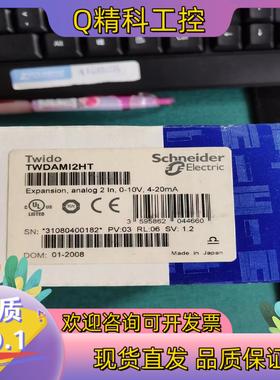 Q精科工控
Twido
TWDAMI2HT
Schneider
Electric
Expansion, analog 2 In, 0-10V, 4-20mA
3 595862 044660
SN: *31080400182* PV:03 RL:06 SV: 1.2
DOM: 01-2008
Made in Japan
质
O.1
欢迎咨询可开发票
现货直发 品质保证